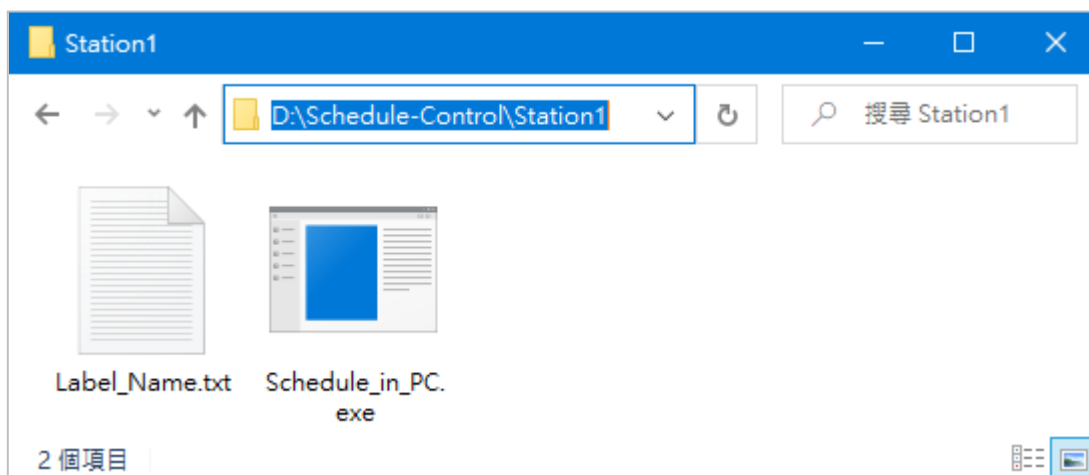 Station1
D:\Schedule-Control\Station1
搜尋 Station1
Label_Name.txt
Schedule_in_PC.
exe
2 個項目